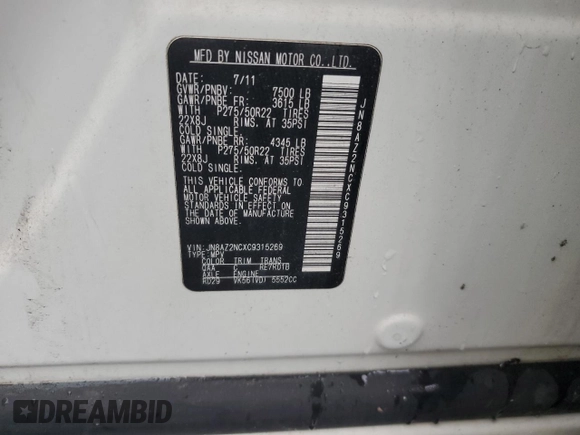 MFD BY NISSAN MOTOR CO.,LTD.
DATE: 7/11
GVWR/PNBV: 7500 LB
GAWR/PNBE FR: 3615 LB
WITH P275/50R22 TIRES
22X8J RIMS. AT 35PSI
COLD SINGLE.
GAWR/PNBE RR: 4345 LB
WITH P275/50R22 TIRES
22X8J RIMS. AT 35PSI
COLD SINGLE.
THIS VEHICLE CONFORMS TO
ALL APPLICABLE FEDERAL
MOTOR VEHICLE SAFETY
STANDARDS IN EFFECT ON
THE DATE OF MANUFACTURE
SHOWN ABOVE.
VIN:JN8AZ2NCXC9315269
TYPE:MPV
COLOR TRIM TRANS
QAA C RE7R01B
AXLE ENGINE
RD29 VK56(VD) 5552CC
JN8AZ2NCXC9315269
DREAMBID